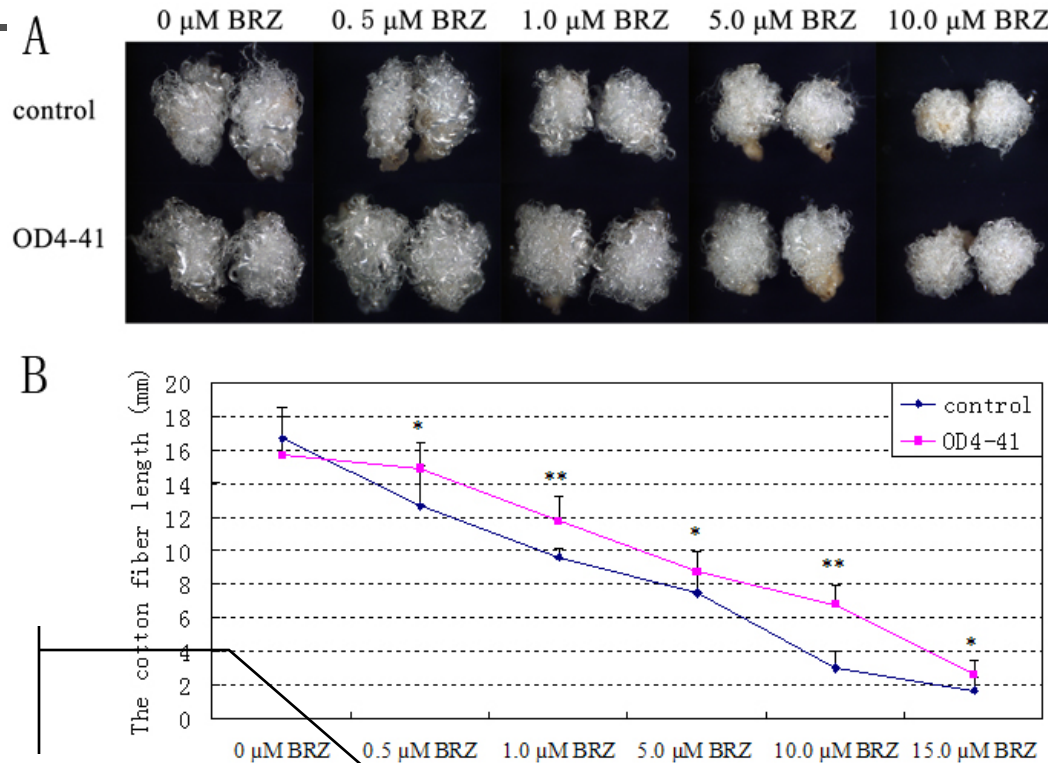 A
0 μM BRZ 0.5 μM BRZ 1.0 μM BRZ 5.0 μM BRZ 10.0 μM BRZ
control
OD4-41
B
The cotton fiber length (mm)
20
18
16
14
12
10
8
6
4
2
0
control
OD4-41
*
**
*
**
*
0 μM BRZ 0.5 μM BRZ 1.0 μM BRZ 5.0 μM BRZ 10.0 μM BRZ 15.0 μM BRZ